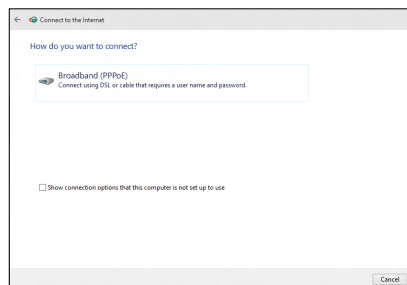 Connect to the Internet
How do you want to connect?
Broadband (PPPoE)
Connect using DSL or cable that requires a user name and password.
Show connection options that this computer is not set up to use
Cancel